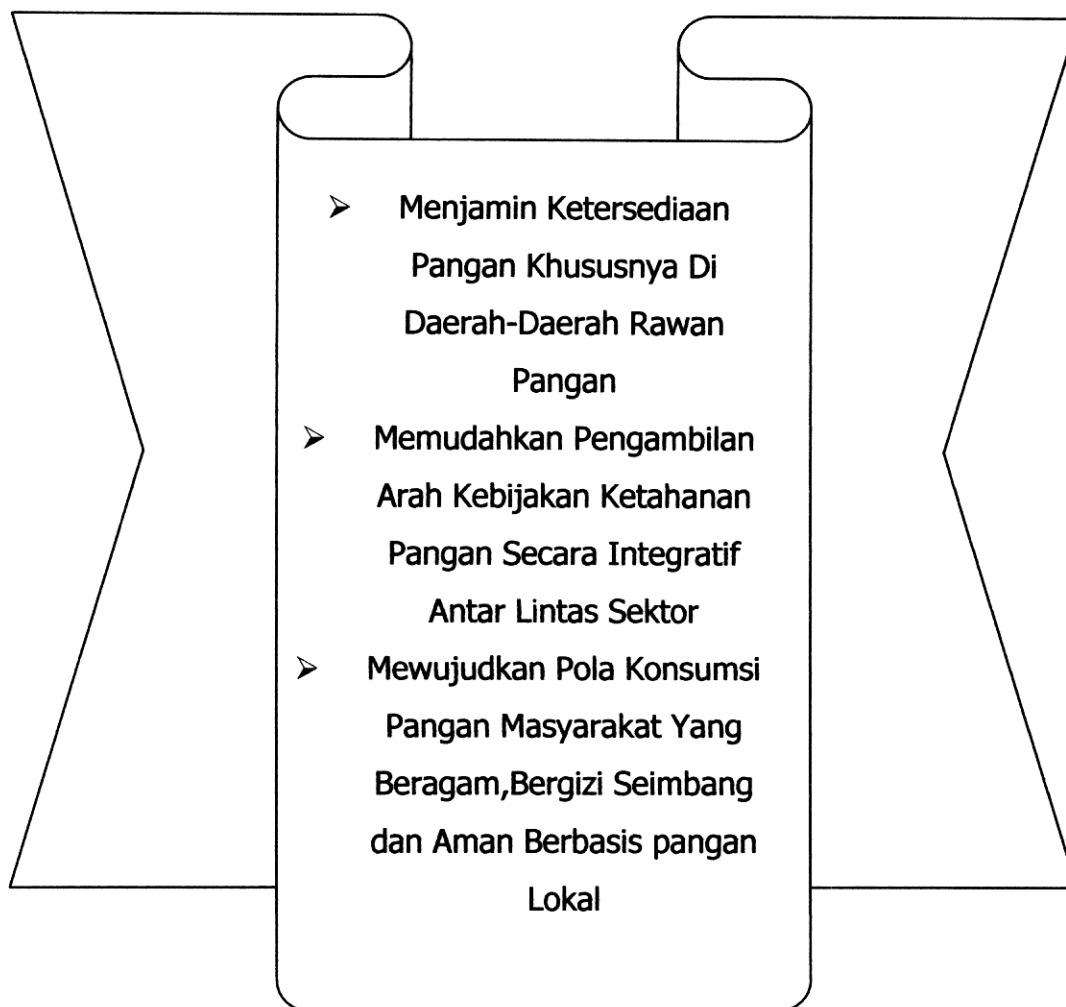 ➢ Menjamin Ketersediaan
Pangan Khususnya Di
Daerah-Daerah Rawan
Pangan
➢ Memudahkan Pengambilan
Arah Kebijakan Ketahanan
Pangan Secara Integratif
Antar Lintas Sektor
➢ Mewujudkan Pola Konsumsi
Pangan Masyarakat Yang
Beragam,Bergizi Seimbang
dan Aman Berbasis pangan
Lokal